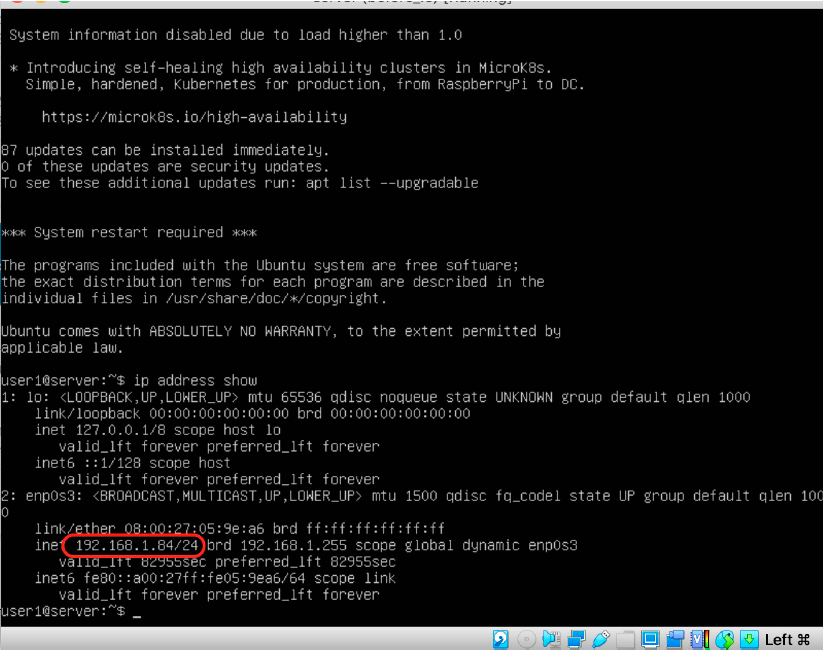 System information disabled due to load higher than 1.0
* Introducing self-healing high availability clusters in MicroK8s.
Simple, hardened, Kubernetes for production, from RaspberryPi to DC.
https://microk8s.io/high-availability
87 updates can be installed immediately.
0 of these updates are security updates.
To see these additional updates run: apt list --upgradable
*** System restart required ***
The programs included with the Ubuntu system are free software;
the exact distribution terms for each program are described in the
individual files in /usr/share/doc/*/copyright.
Ubuntu comes with ABSOLUTELY NO WARRANTY, to the extent permitted by
applicable law.
user1@server:~$ ip address show
1: lo: <LOOPBACK,UP,LOWER_UP> mtu 65536 qdisc noqueue state UNKNOWN group default qlen 1000
link/loopback 00:00:00:00:00:00 brd 00:00:00:00:00:00
inet 127.0.0.1/8 scope host lo
valid_lft forever preferred_lft forever
inet6 ::1/128 scope host
valid_lft forever preferred_lft forever
2: enp0s3: <BROADCAST,MULTICAST,UP,LOWER_UP> mtu 1500 qdisc fq_codel state UP group default qlen 100
0
link/ether 08:00:27:05:9e:a6 brd ff:ff:ff:ff:ff:ff
inet 192.168.1.84/24 brd 192.168.1.255 scope global dynamic enp0s3
valid_lft 82955sec preferred_lft 82955sec
inet6 fe80::a00:27ff:fe05:9ea6/64 scope link
valid_lft forever preferred_lft forever
user1@server:~$ _
Left ⌘